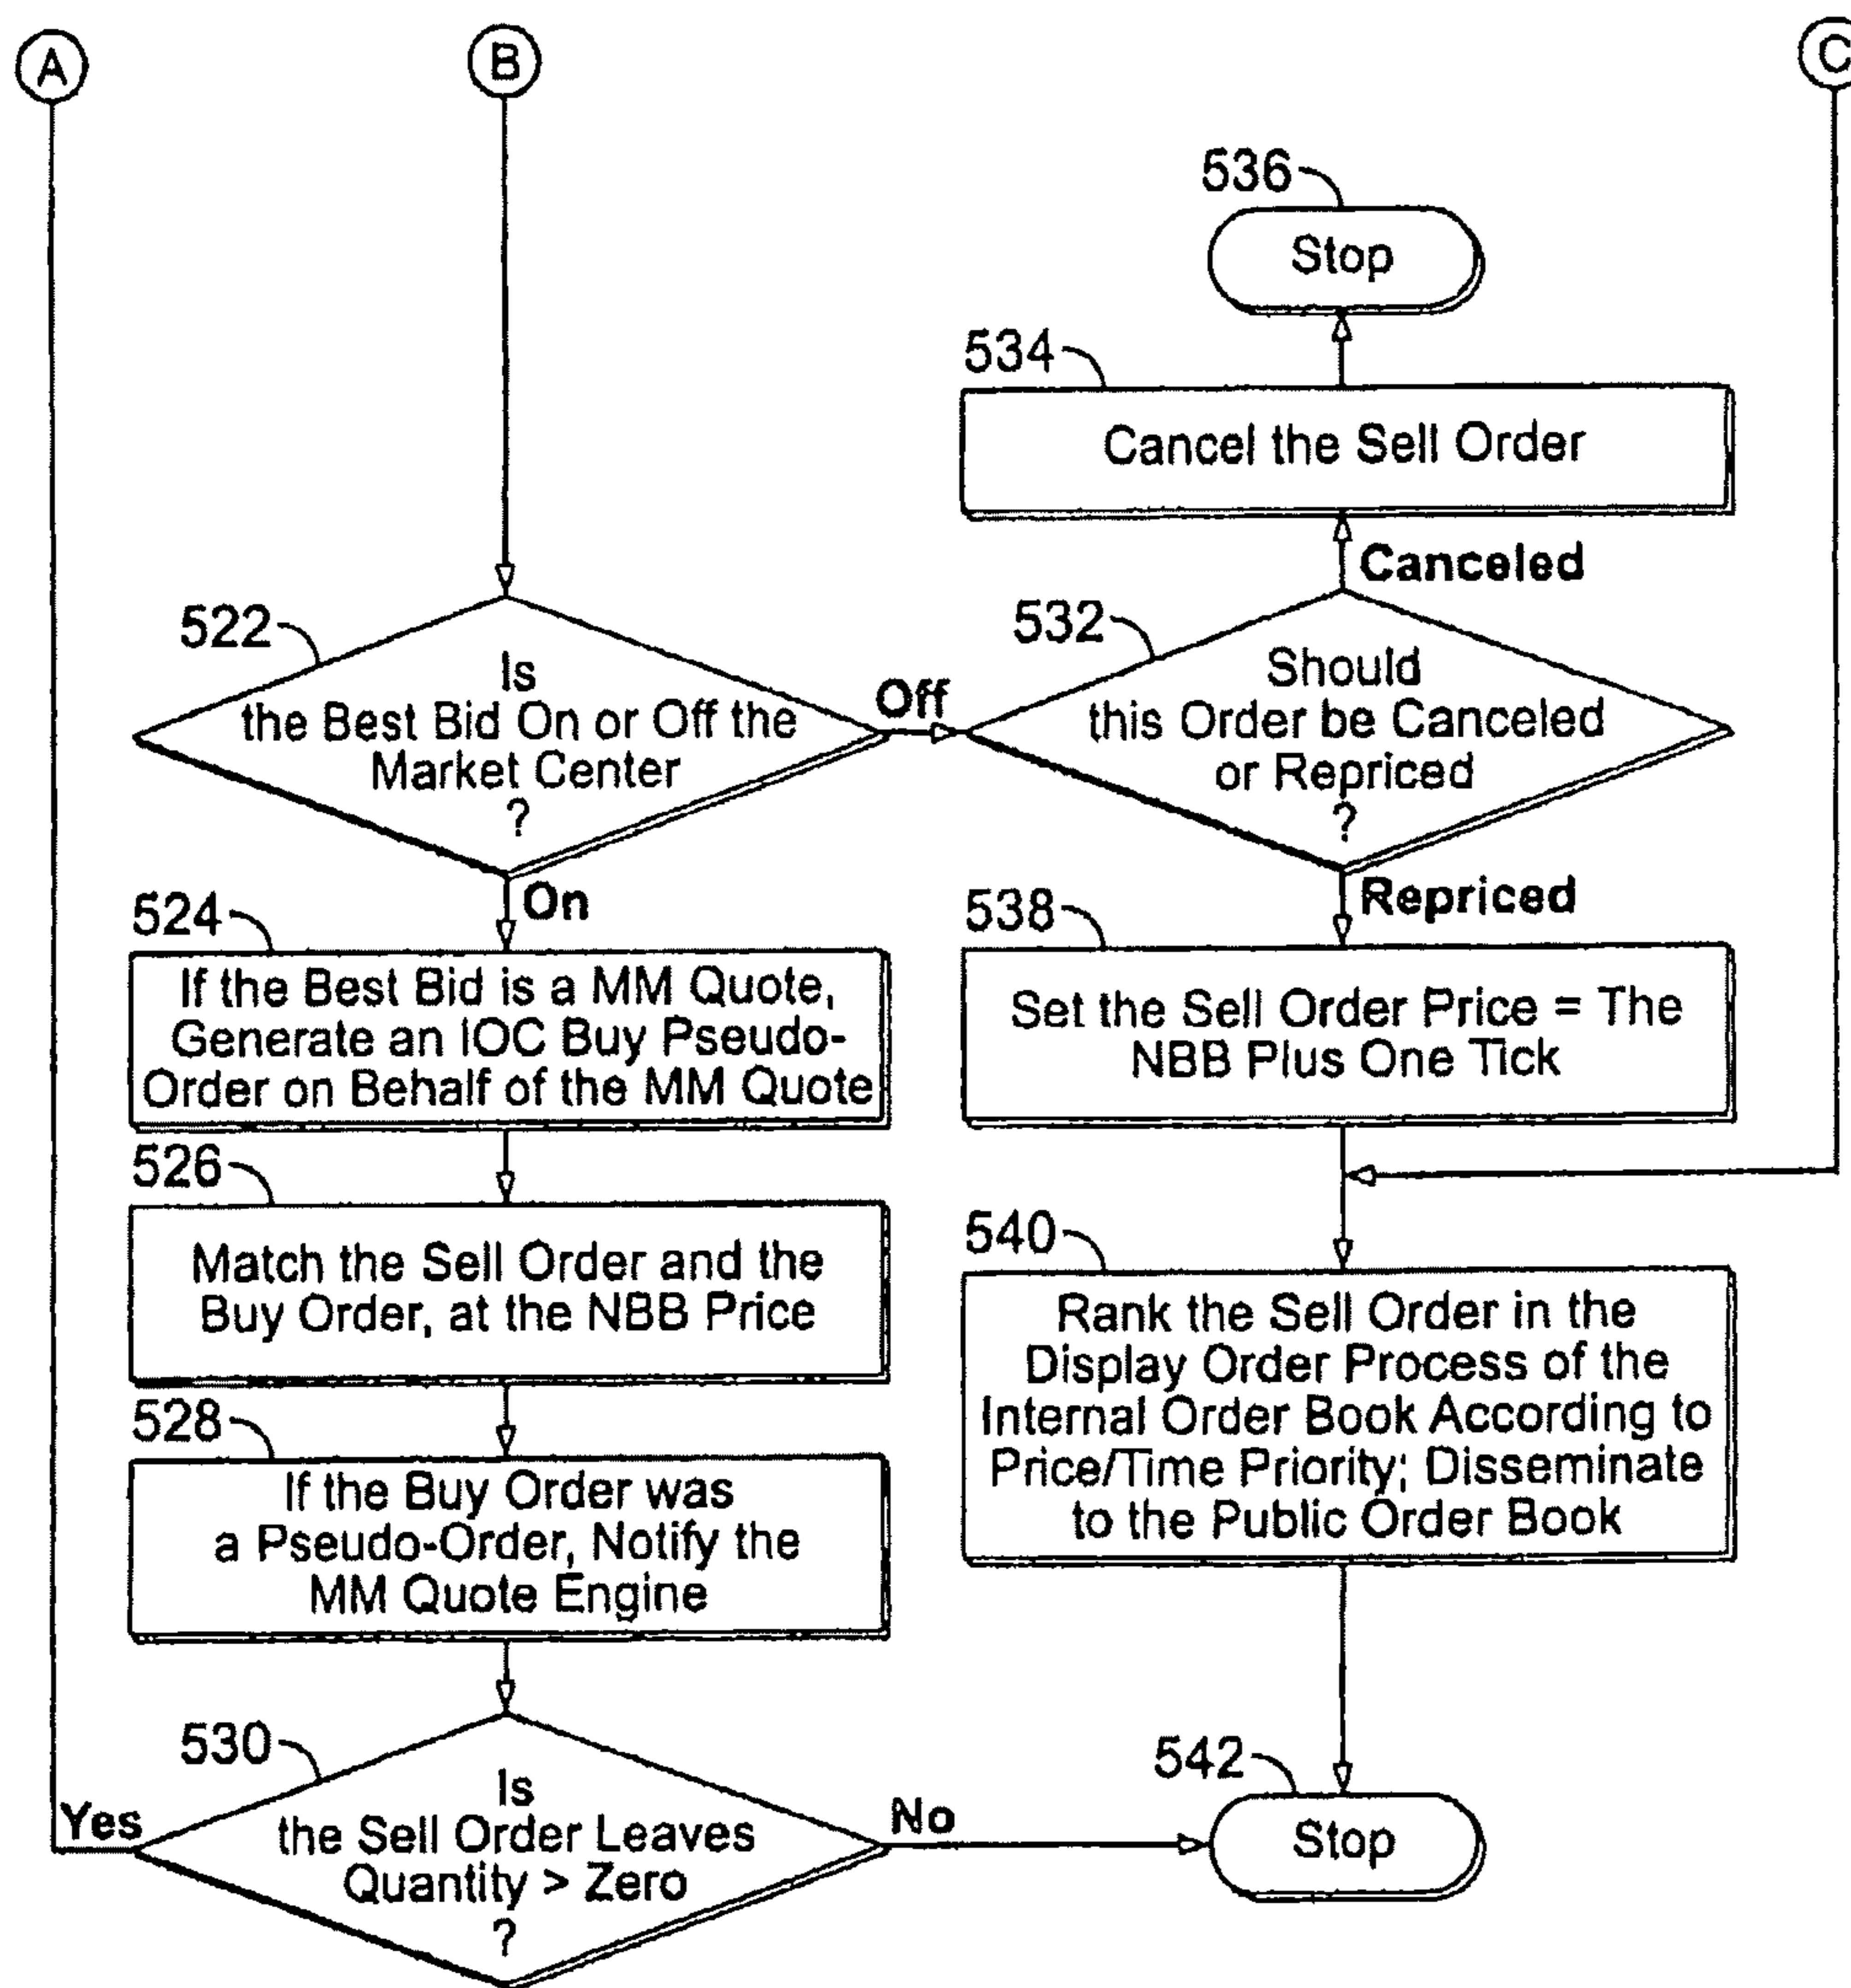 A
B
C
536
Stop
534
Cancel the Sell Order
Canceled
522
Is
the Best Bid On or Off the
Market Center
?
Off
532
Should
this Order be Canceled
or Repriced
?
On
Repriced
524
If the Best Bid is a MM Quote,
Generate an IOC Buy Pseudo-
Order on Behalf of the MM Quote
538
Set the Sell Order Price = The
NBB Plus One Tick
526
Match the Sell Order and the
Buy Order, at the NBB Price
540
Rank the Sell Order in the
Display Order Process of the
Internal Order Book According to
Price/Time Priority; Disseminate
to the Public Order Book
528
If the Buy Order was
a Pseudo-Order, Notify the
MM Quote Engine
530
Is
the Sell Order Leaves
Quantity > Zero
?
Yes
No
542
Stop